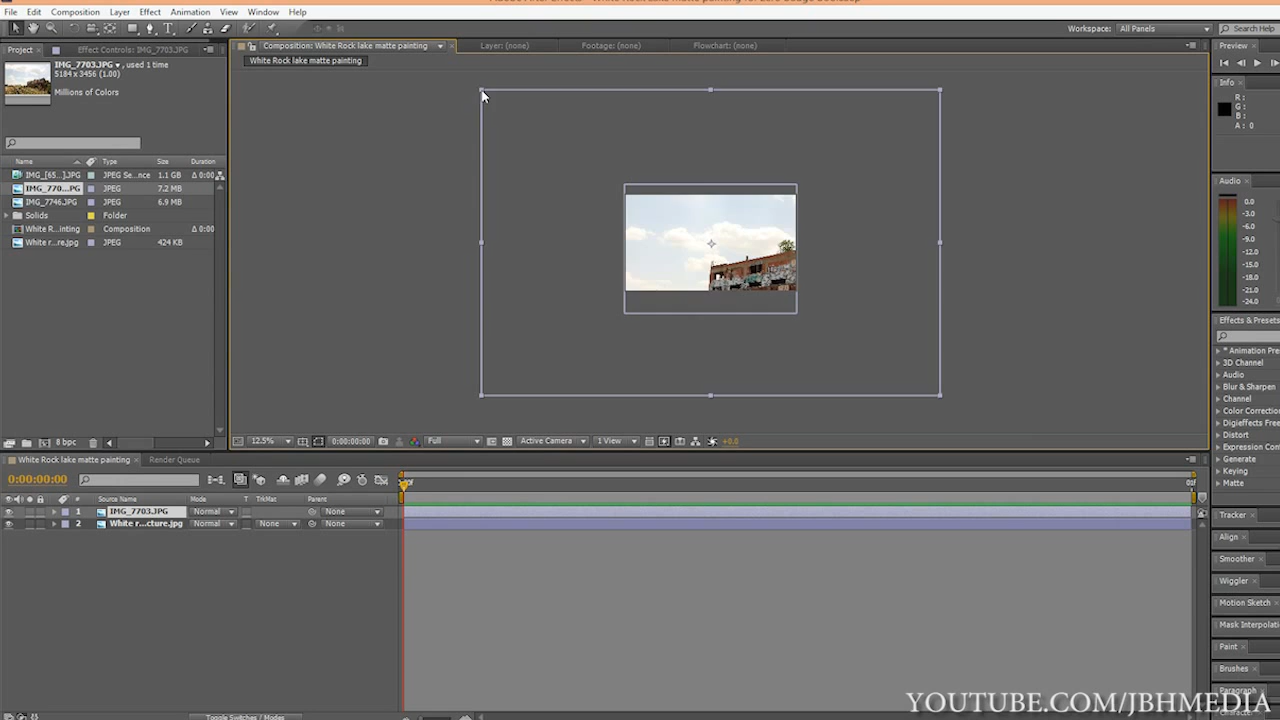 File Edit Composition Layer Effect Animation View Window Help
Workspace: All Panels Search Help
Project × Effect Controls: IMG_7703.JPG
Composition: White Rock lake matte painting Layer: (none) Footage: (none) Flowchart: (none)
Preview ×
IMG_7703.JPG ▾, used 1 time
5184 x 3456 (1.00)
Millions of Colors
White Rock lake matte painting
Info ×
R :
G :
B :
A : 0
Name Type Size Duration
IMG_[65...].JPG JPEG Se...nce 1.1 GB Δ 0:00
IMG_770...PG JPEG 7.2 MB
IMG_7746.JPG JPEG 6.9 MB
Solids Folder
White R...inting Composition Δ 0:00
White r...re.jpg JPEG 424 KB
Audio ×
0.0
-3.0
-6.0
-9.0
-12.0
-15.0
-18.0
-21.0
-24.0
Effects & Presets
* Animation Pre
3D Channel
Audio
Blur & Sharpen
Channel
Color Correctio
Digieffects Free
Distort
Expression Con
Generate
Keying
Matte
8 bpc
12.5% 0:00:00:00 Full Active Camera 1 View +0.0
White Rock lake matte painting × Render Queue
0:00:00:00
# Source Name Mode T TrkMat Parent
1 IMG_7703.JPG Normal None
2 White r...cture.jpg Normal None None
Tracker ×
Align ×
Smoother ×
Wiggler ×
Motion Sketch ×
Mask Interpolati
Paint ×
Brushes ×
Paragraph
Toggle Switches / Modes
YOUTUBE.COM/JBHMEDIA